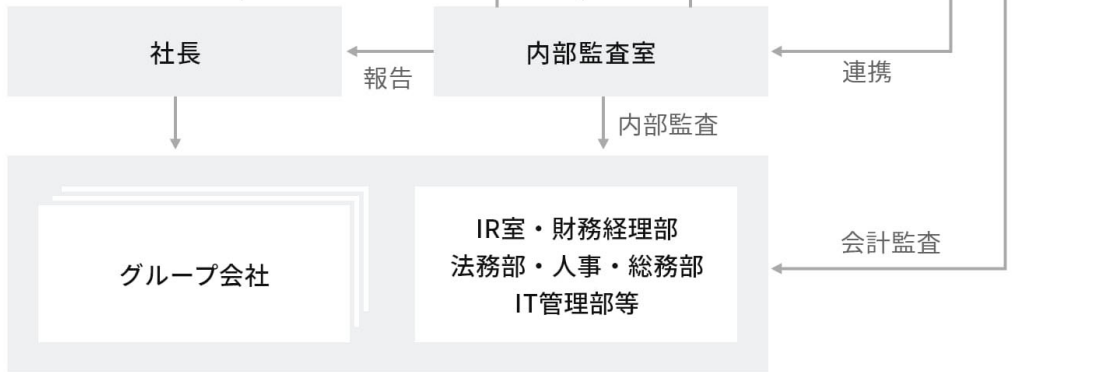 社長
報告
内部監査室
連携
内部監査
グループ会社
IR室・財務経理部
法務部・人事・総務部
IT管理部等
会計監査